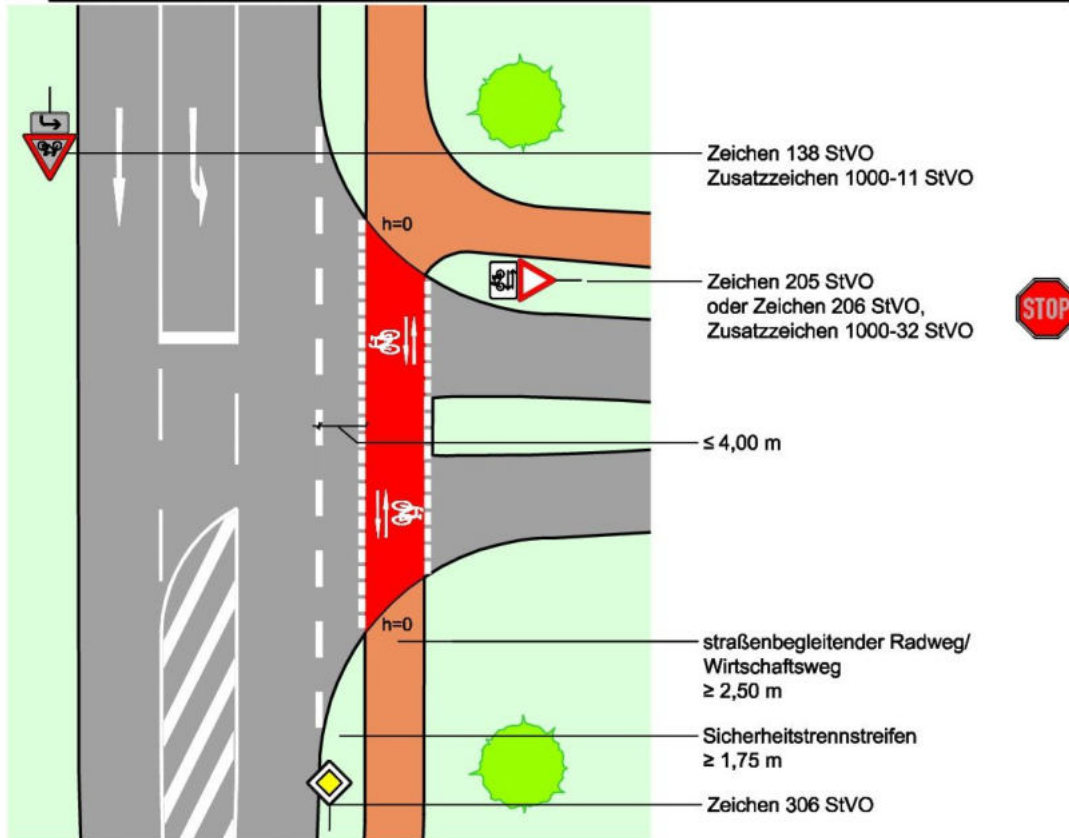 Zeichen 138 StVO
Zusatzzeichen 1000-11 StVO
h=0
Zeichen 205 StVO
oder Zeichen 206 StVO,
Zusatzzeichen 1000-32 StVO
STOP
≤ 4,00 m
h=0
straßenbegleitender Radweg/
Wirtschaftsweg
≥ 2,50 m
Sicherheitstrennstreifen
≥ 1,75 m
Zeichen 306 StVO